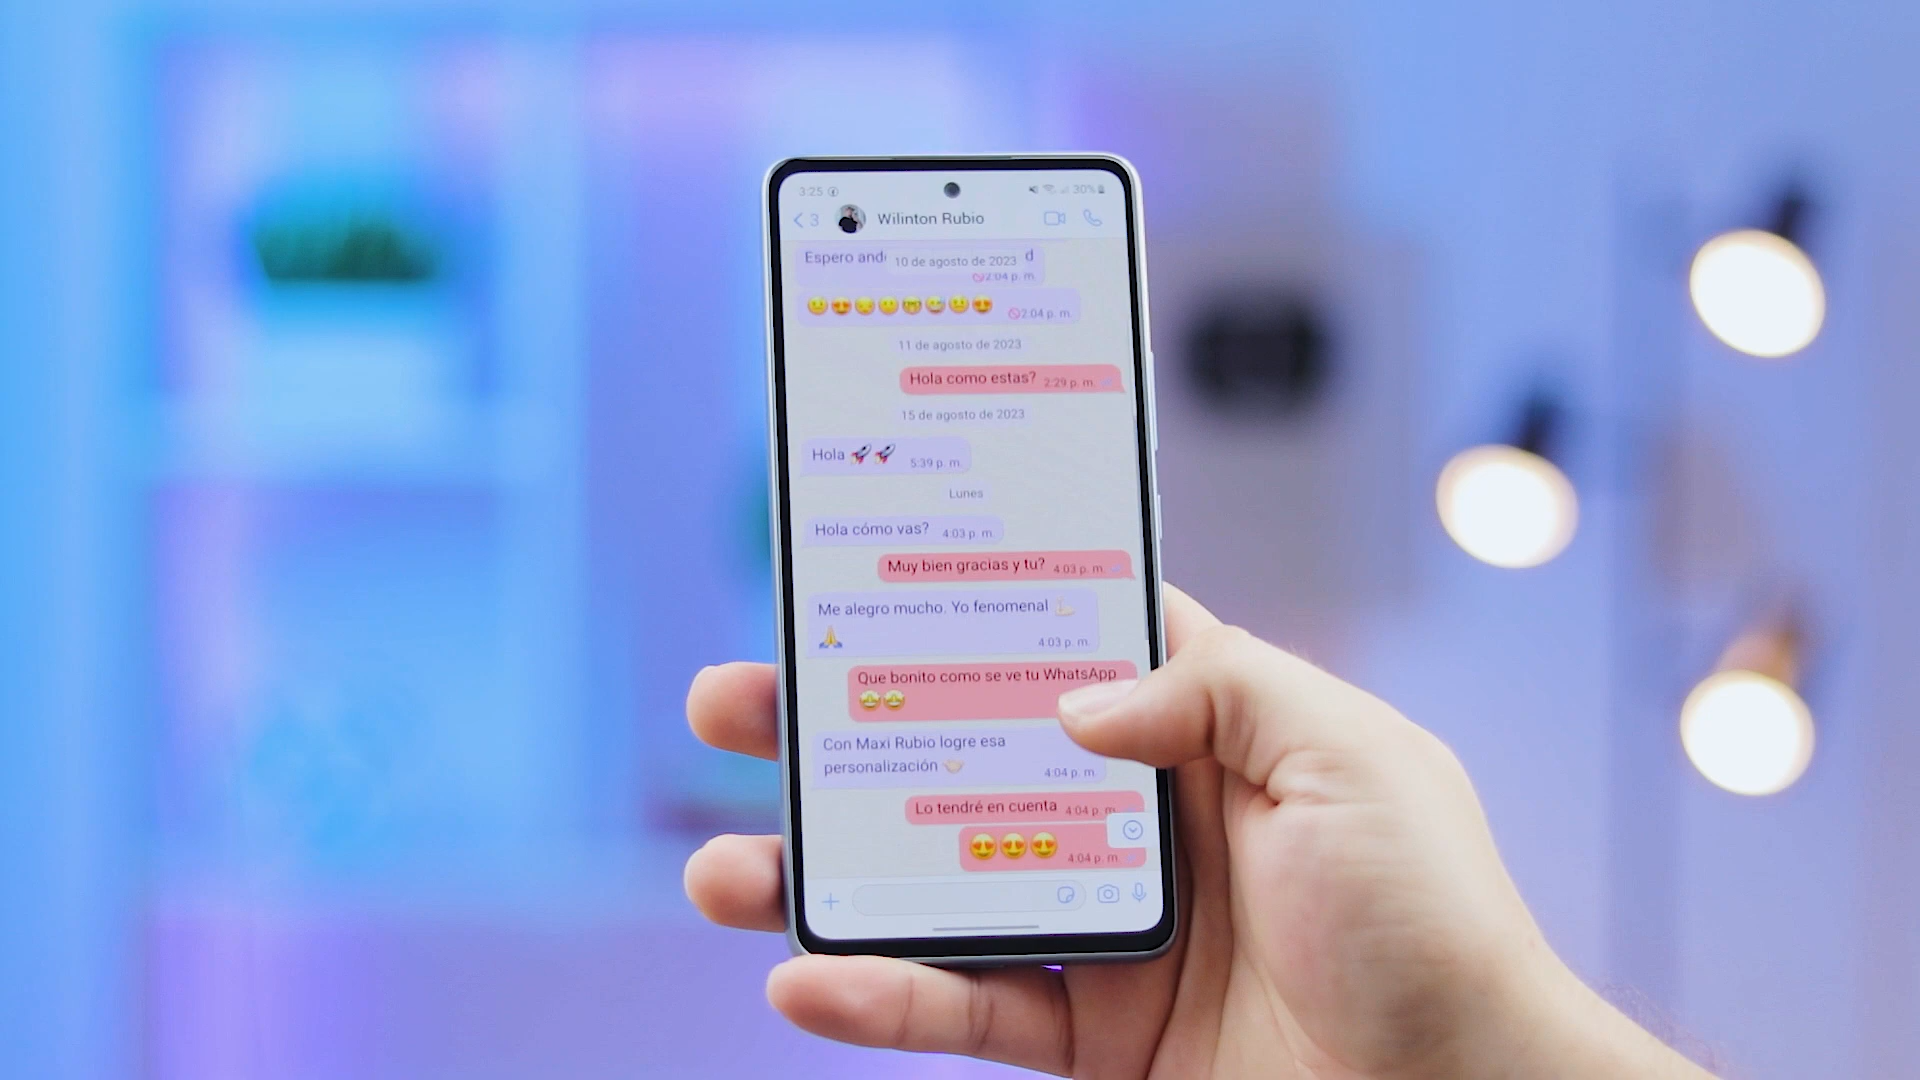 3:25 30%
3 Wilinton Rubio
Espero and d
10 de agosto de 2023
2:04 p. m.
2:04 p. m.
11 de agosto de 2023
Hola como estas? 2:29 p. m.
15 de agosto de 2023
Hola 🚀🚀 5:39 p. m.
Lunes
Hola cómo vas? 4:03 p. m.
Muy bien gracias y tu? 4:03 p. m.
Me alegro mucho. Yo fenomenal 💪🏻
🙏 4:03 p. m.
Que bonito como se ve tu WhatsApp
🤩🤩
Con Maxi Rubio logre esa
personalización 4:04 p. m.
Lo tendré en cuenta 4:04 p. m.
😍😍😍 4:04 p. m.